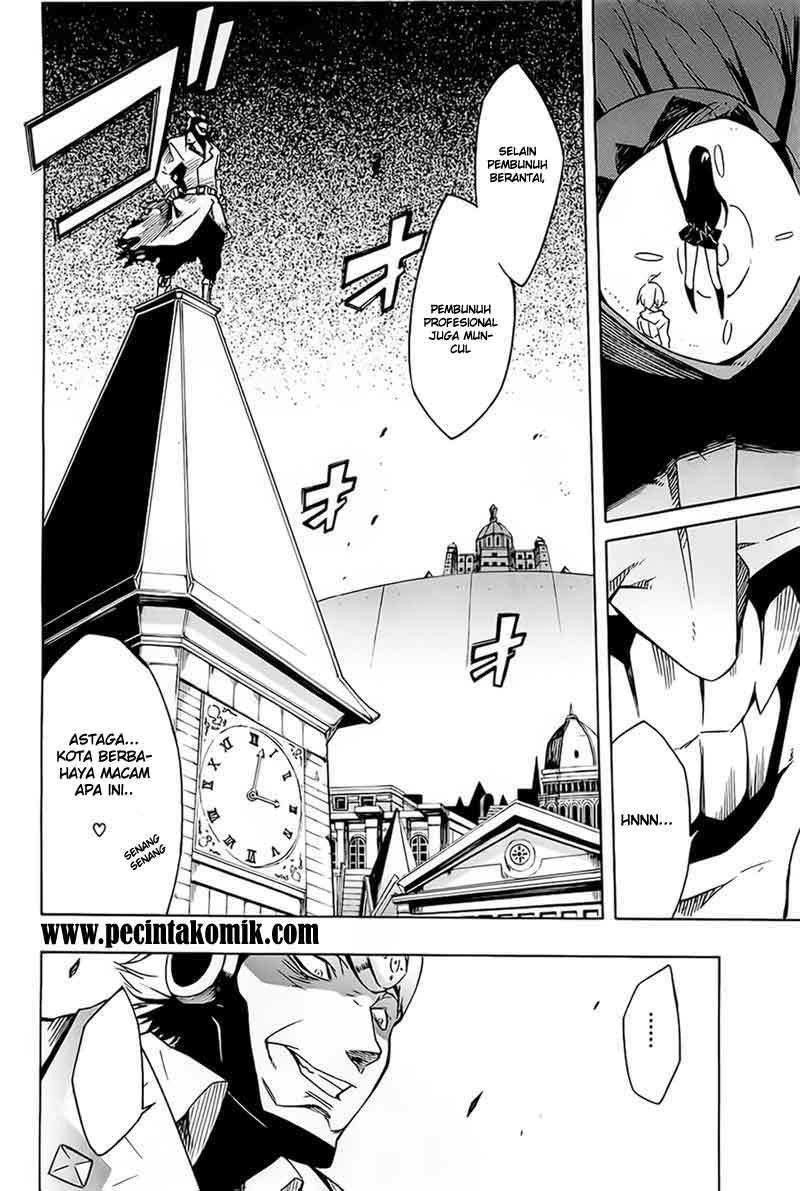 HNNN...
SELAIN
PEMBUNUH
BERANTAI,
PEMBUNUH
PROFESIONAL
JUGA MUN-
CUL
オ
オ
オ
ASTAGA...
KOTA BERBA-
HAYA MACAM
APA INI..
♡
SENANG
SENANG
www.pecintakomik.com
........